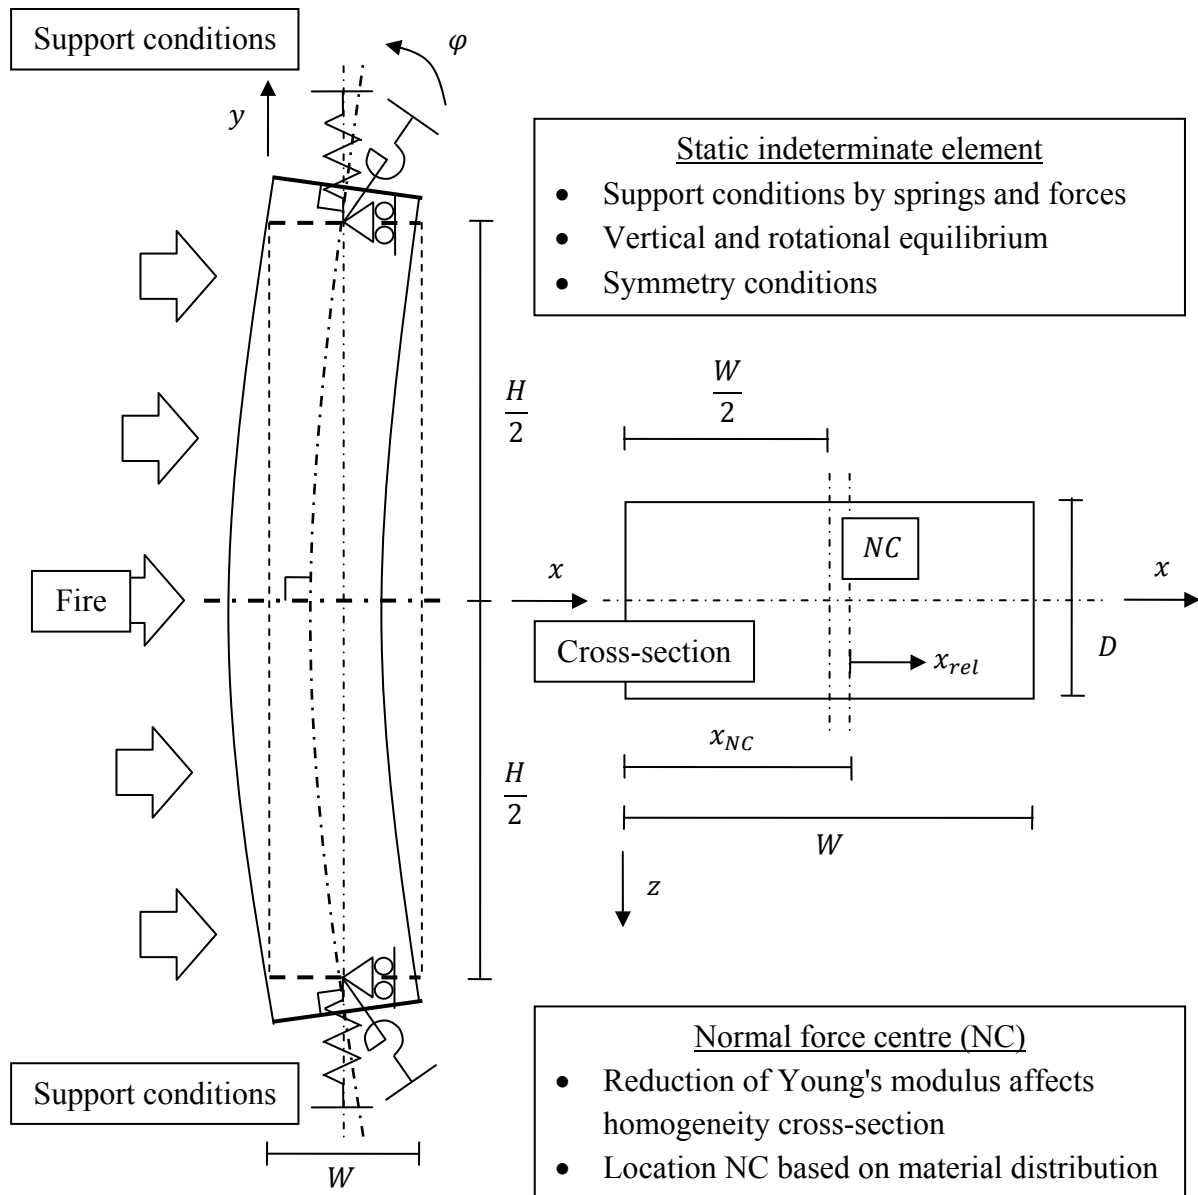 Support conditions
φ
y
Static indeterminate element
• Support conditions by springs and forces
• Vertical and rotational equilibrium
• Symmetry conditions
H
2
W
2
NC
x
x
Fire
Cross-section
x_rel
D
x_NC
H
2
W
z
Support conditions
W
Normal force centre (NC)
• Reduction of Young's modulus affects
homogeneity cross-section
• Location NC based on material distribution